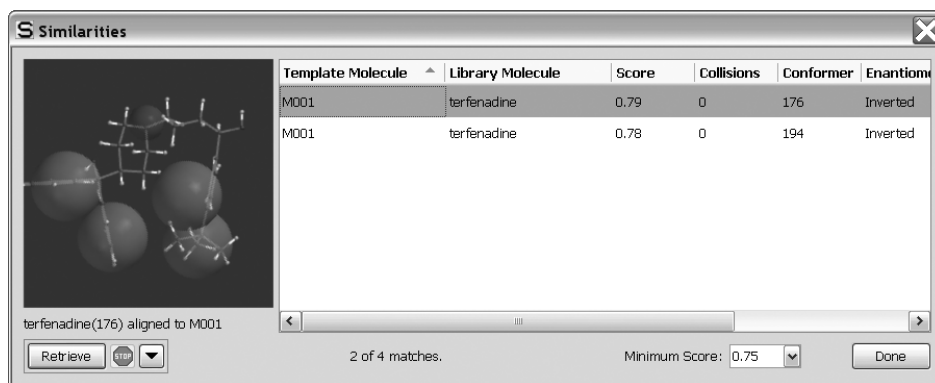 S Similarities
Template Molecule Library Molecule Score Collisions Conformer Enantiome
M001 terfenadine 0.79 0 176 Inverted
M001 terfenadine 0.78 0 194 Inverted
terfenadine(176) aligned to M001
Retrieve STOP 2 of 4 matches. Minimum Score: 0.75 Done